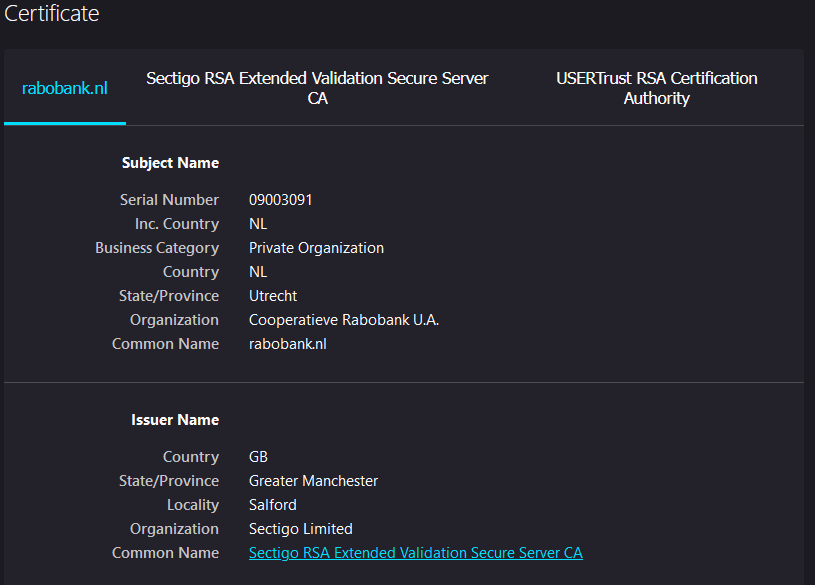 Certificate
rabobank.nl
Sectigo RSA Extended Validation Secure Server
CA
USERTrust RSA Certification
Authority
Subject Name
Serial Number 09003091
Inc. Country NL
Business Category Private Organization
Country NL
State/Province Utrecht
Organization Cooperatieve Rabobank U.A.
Common Name rabobank.nl
Issuer Name
Country GB
State/Province Greater Manchester
Locality Salford
Organization Sectigo Limited
Common Name Sectigo RSA Extended Validation Secure Server CA